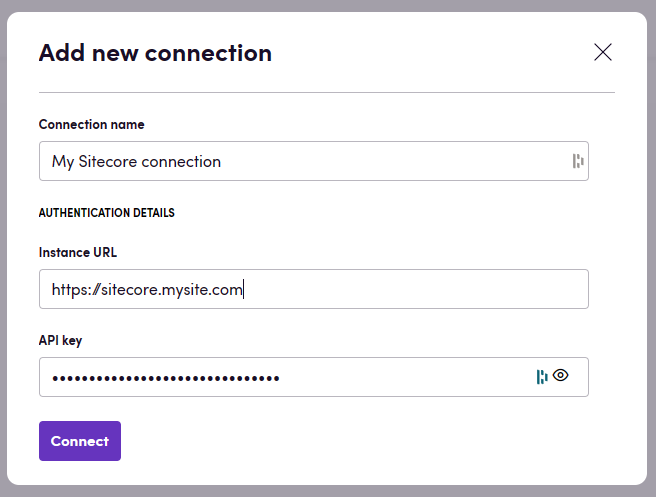 Add new connection
Connection name
My Sitecore connection
AUTHENTICATION DETAILS
Instance URL
https://sitecore.mysite.com
API key
•••••••••••••••••••••••••••••••
Connect